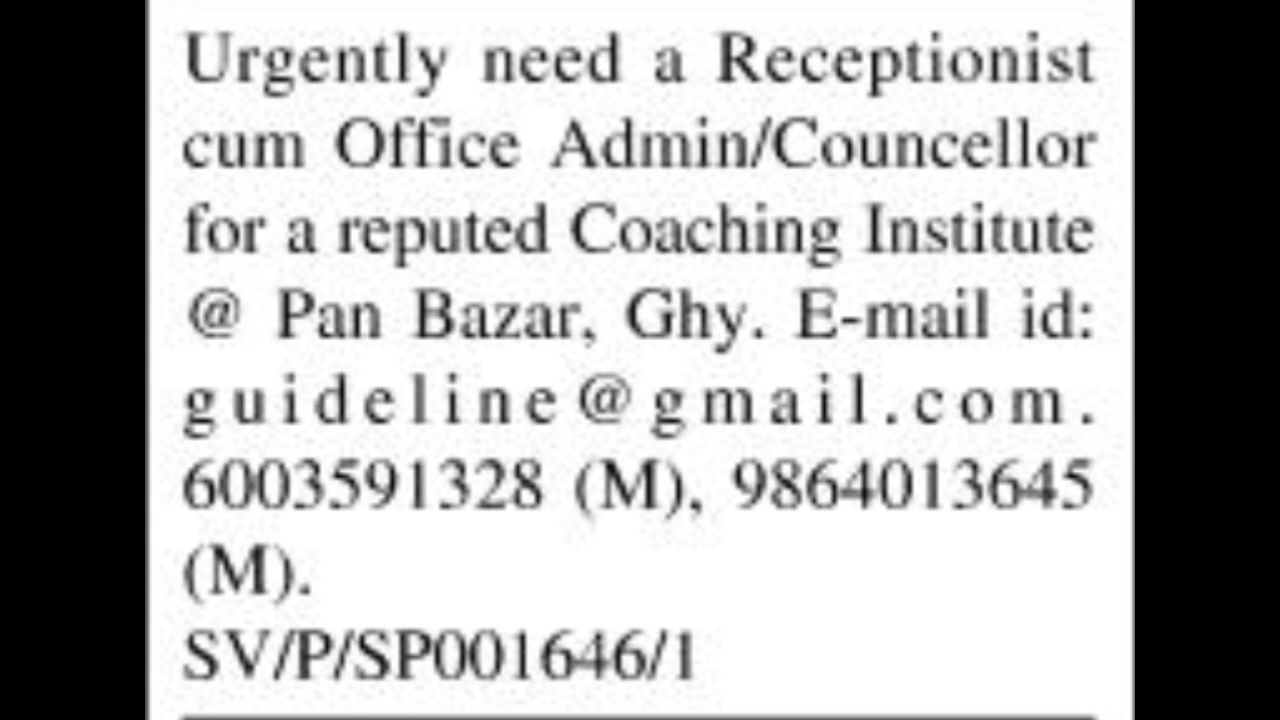 Urgently need a Receptionist
cum Office Admin/Councellor
for a reputed Coaching Institute
@ Pan Bazar, Ghy. E-mail id:
guideline@gmail.com.
6003591328 (M), 9864013645
(M).
SV/P/SP001646/1